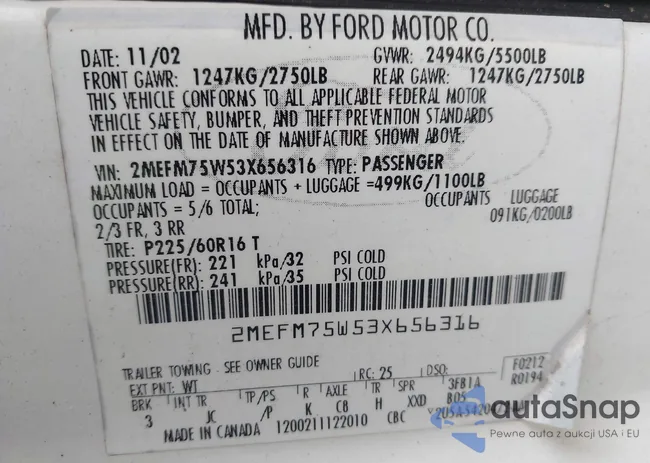 MFD. BY FORD MOTOR CO.
DATE: 11/02 GVWR: 2494KG/5500LB
FRONT GAWR: 1247KG/2750LB REAR GAWR: 1247KG/2750LB
THIS VEHICLE CONFORMS TO ALL APPLICABLE FEDERAL MOTOR
VEHICLE SAFETY, BUMPER, AND THEFT PREVENTION STANDARDS
IN EFFECT ON THE DATE OF MANUFACTURE SHOWN ABOVE.
VIN: 2MEFM75W53X656316 TYPE: PASSENGER
MAXIMUM LOAD = OCCUPANTS + LUGGAGE =499KG/1100LB
OCCUPANTS = 5/6 TOTAL; OCCUPANTS LUGGAGE
2/3 FR, 3 RR 091KG/0200LB
TIRE: P225/60R16 T
PRESSURE(FR): 221 kPa/32 PSI COLD
PRESSURE(RR): 241 kPa/35 PSI COLD
2MEFM75W53X656316
TRAILER TOWING - SEE OWNER GUIDE
EXT PNT: WT RC: 25 DSO: F0212
R0194
BRK INT TR TP/PS R AXLE TR SPR 3FB1A
3 JC /P K CB H XXD B05
MADE IN CANADA 1200211122010 CBC
autaSnap
Pewne auta z aukcji USA i EU